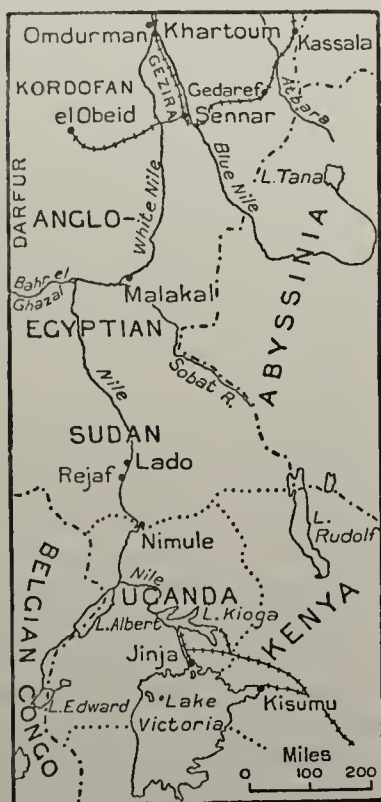 Omdurman Khartoum
Kassala
GEZIRA
KORDOFAN
Gedaref
Atbara
el Obeid
Sennar
DARFUR
White Nile
Blue Nile
L. Tana
ANGLO-
Bahr el
Ghazal
Malakal
EGYPTIAN
ABYSSINIA
Sobat R.
Nile
SUDAN
Lado
Rejaf
L.
Rudolf
Nimule
BELGIAN CONGO
Nile
UGANDA
L. Albert
L. Kioga
KENYA
Jinja
L. Edward
Lake
Victoria
Kisumu
Miles
0 100 200